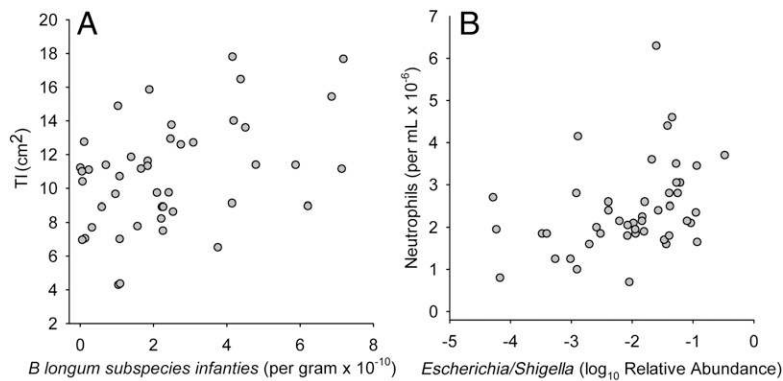 A
TI (cm2)
20
18
16
14
12
10
8
6
4
2
0 2 4 6 8
B longum subspecies infanties (per gram x 10-10)
B
Neutrophils (per mL x 10-6)
7
6
5
4
3
2
1
0
-5 -4 -3 -2 -1 0
Escherichia/Shigella (log10 Relative Abundance)